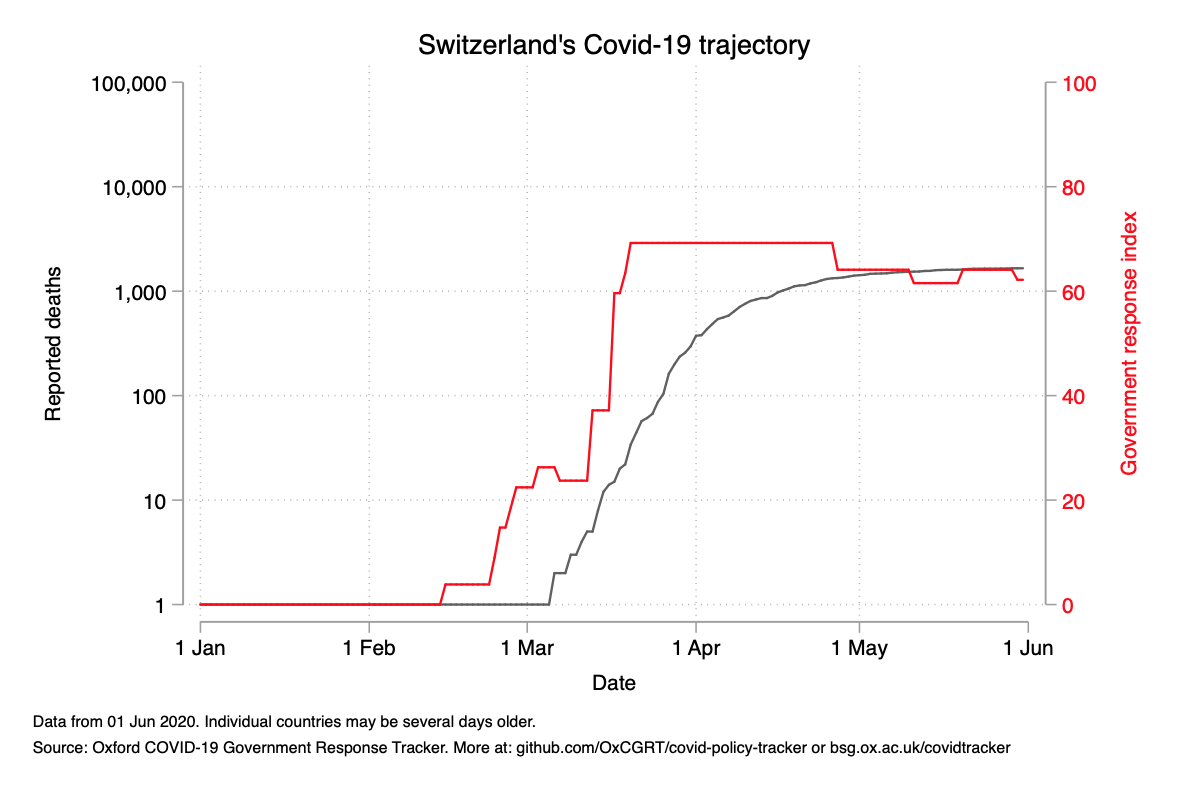 Switzerland's Covid-19 trajectory
100,000
10,000
1,000
100
10
1
Reported deaths
100
80
60
40
20
0
Government response index
1 Jan
1 Feb
1 Mar
1 Apr
1 May
1 Jun
Date
Data from 01 Jun 2020. Individual countries may be several days older.
Source: Oxford COVID-19 Government Response Tracker. More at: github.com/OxCGRT/covid-policy-tracker or bsg.ox.ac.uk/covidtracker